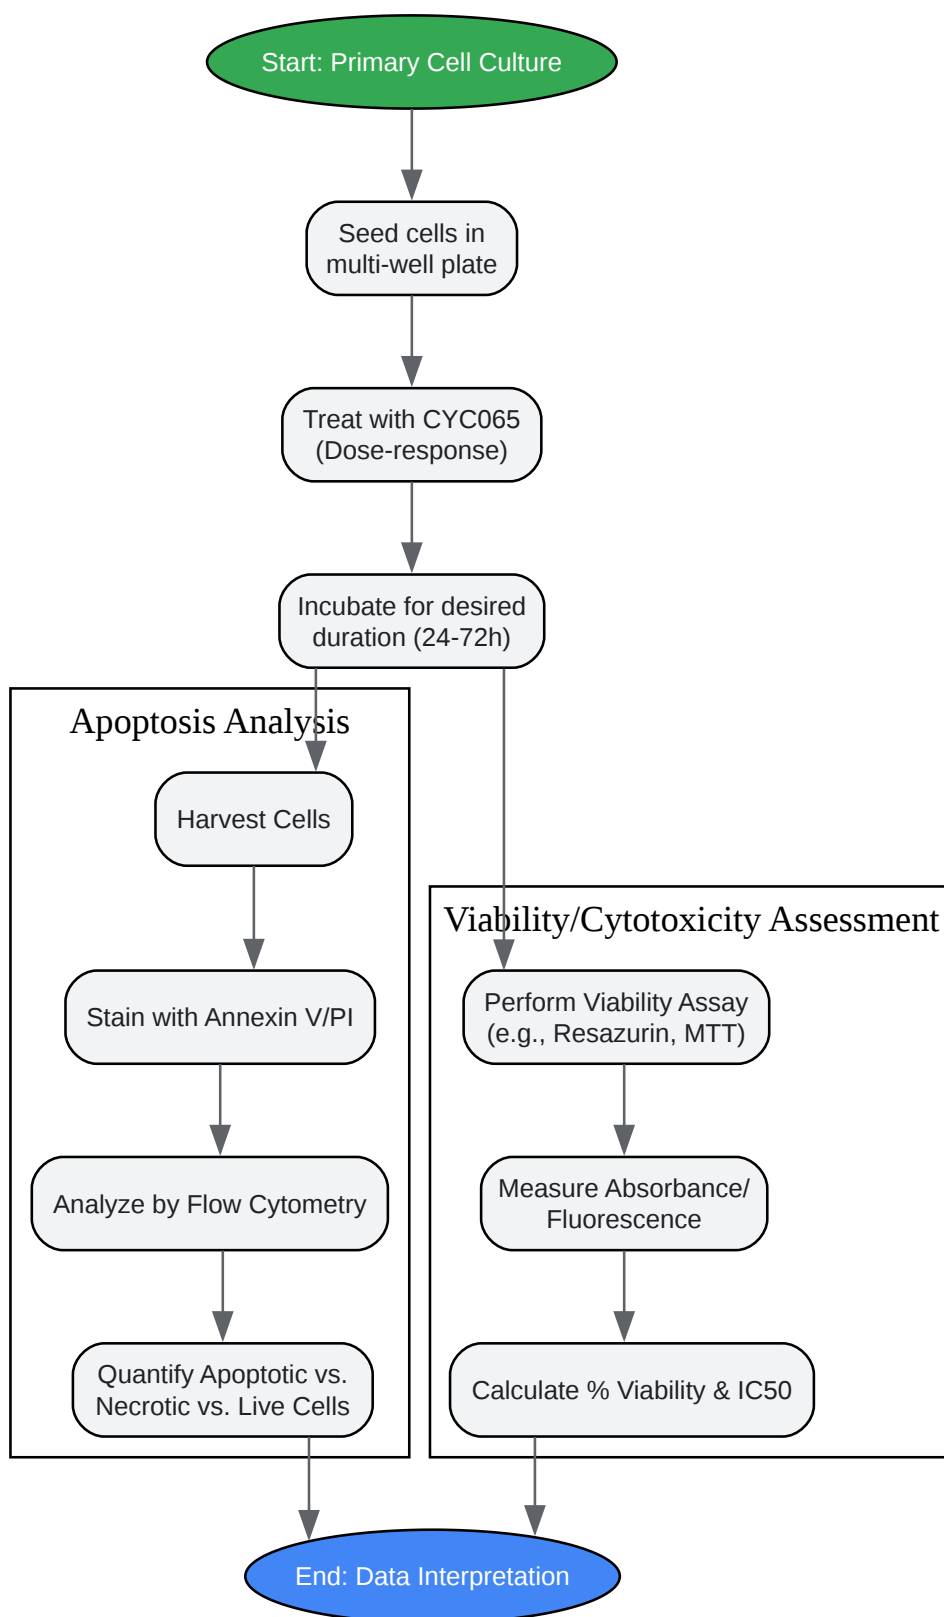 Start: Primary Cell Culture
Seed cells in
multi-well plate
Treat with CYC065
(Dose-response)
Incubate for desired
duration (24-72h)
Apoptosis Analysis
Harvest Cells
Stain with Annexin V/PI
Analyze by Flow Cytometry
Quantify Apoptotic vs.
Necrotic vs. Live Cells
Viability/Cytotoxicity Assessment
Perform Viability Assay
(e.g., Resazurin, MTT)
Measure Absorbance/
Fluorescence
Calculate % Viability & IC50
End: Data Interpretation